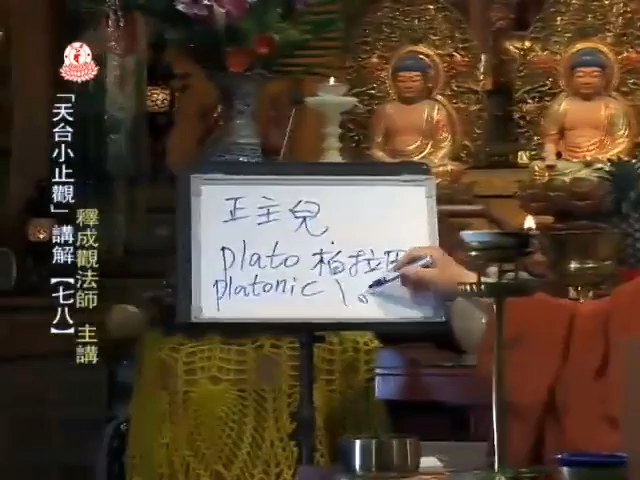 「天台小止觀」講解【七八】
釋成觀法師 主講
正主兒
plato 柏拉
platonic l